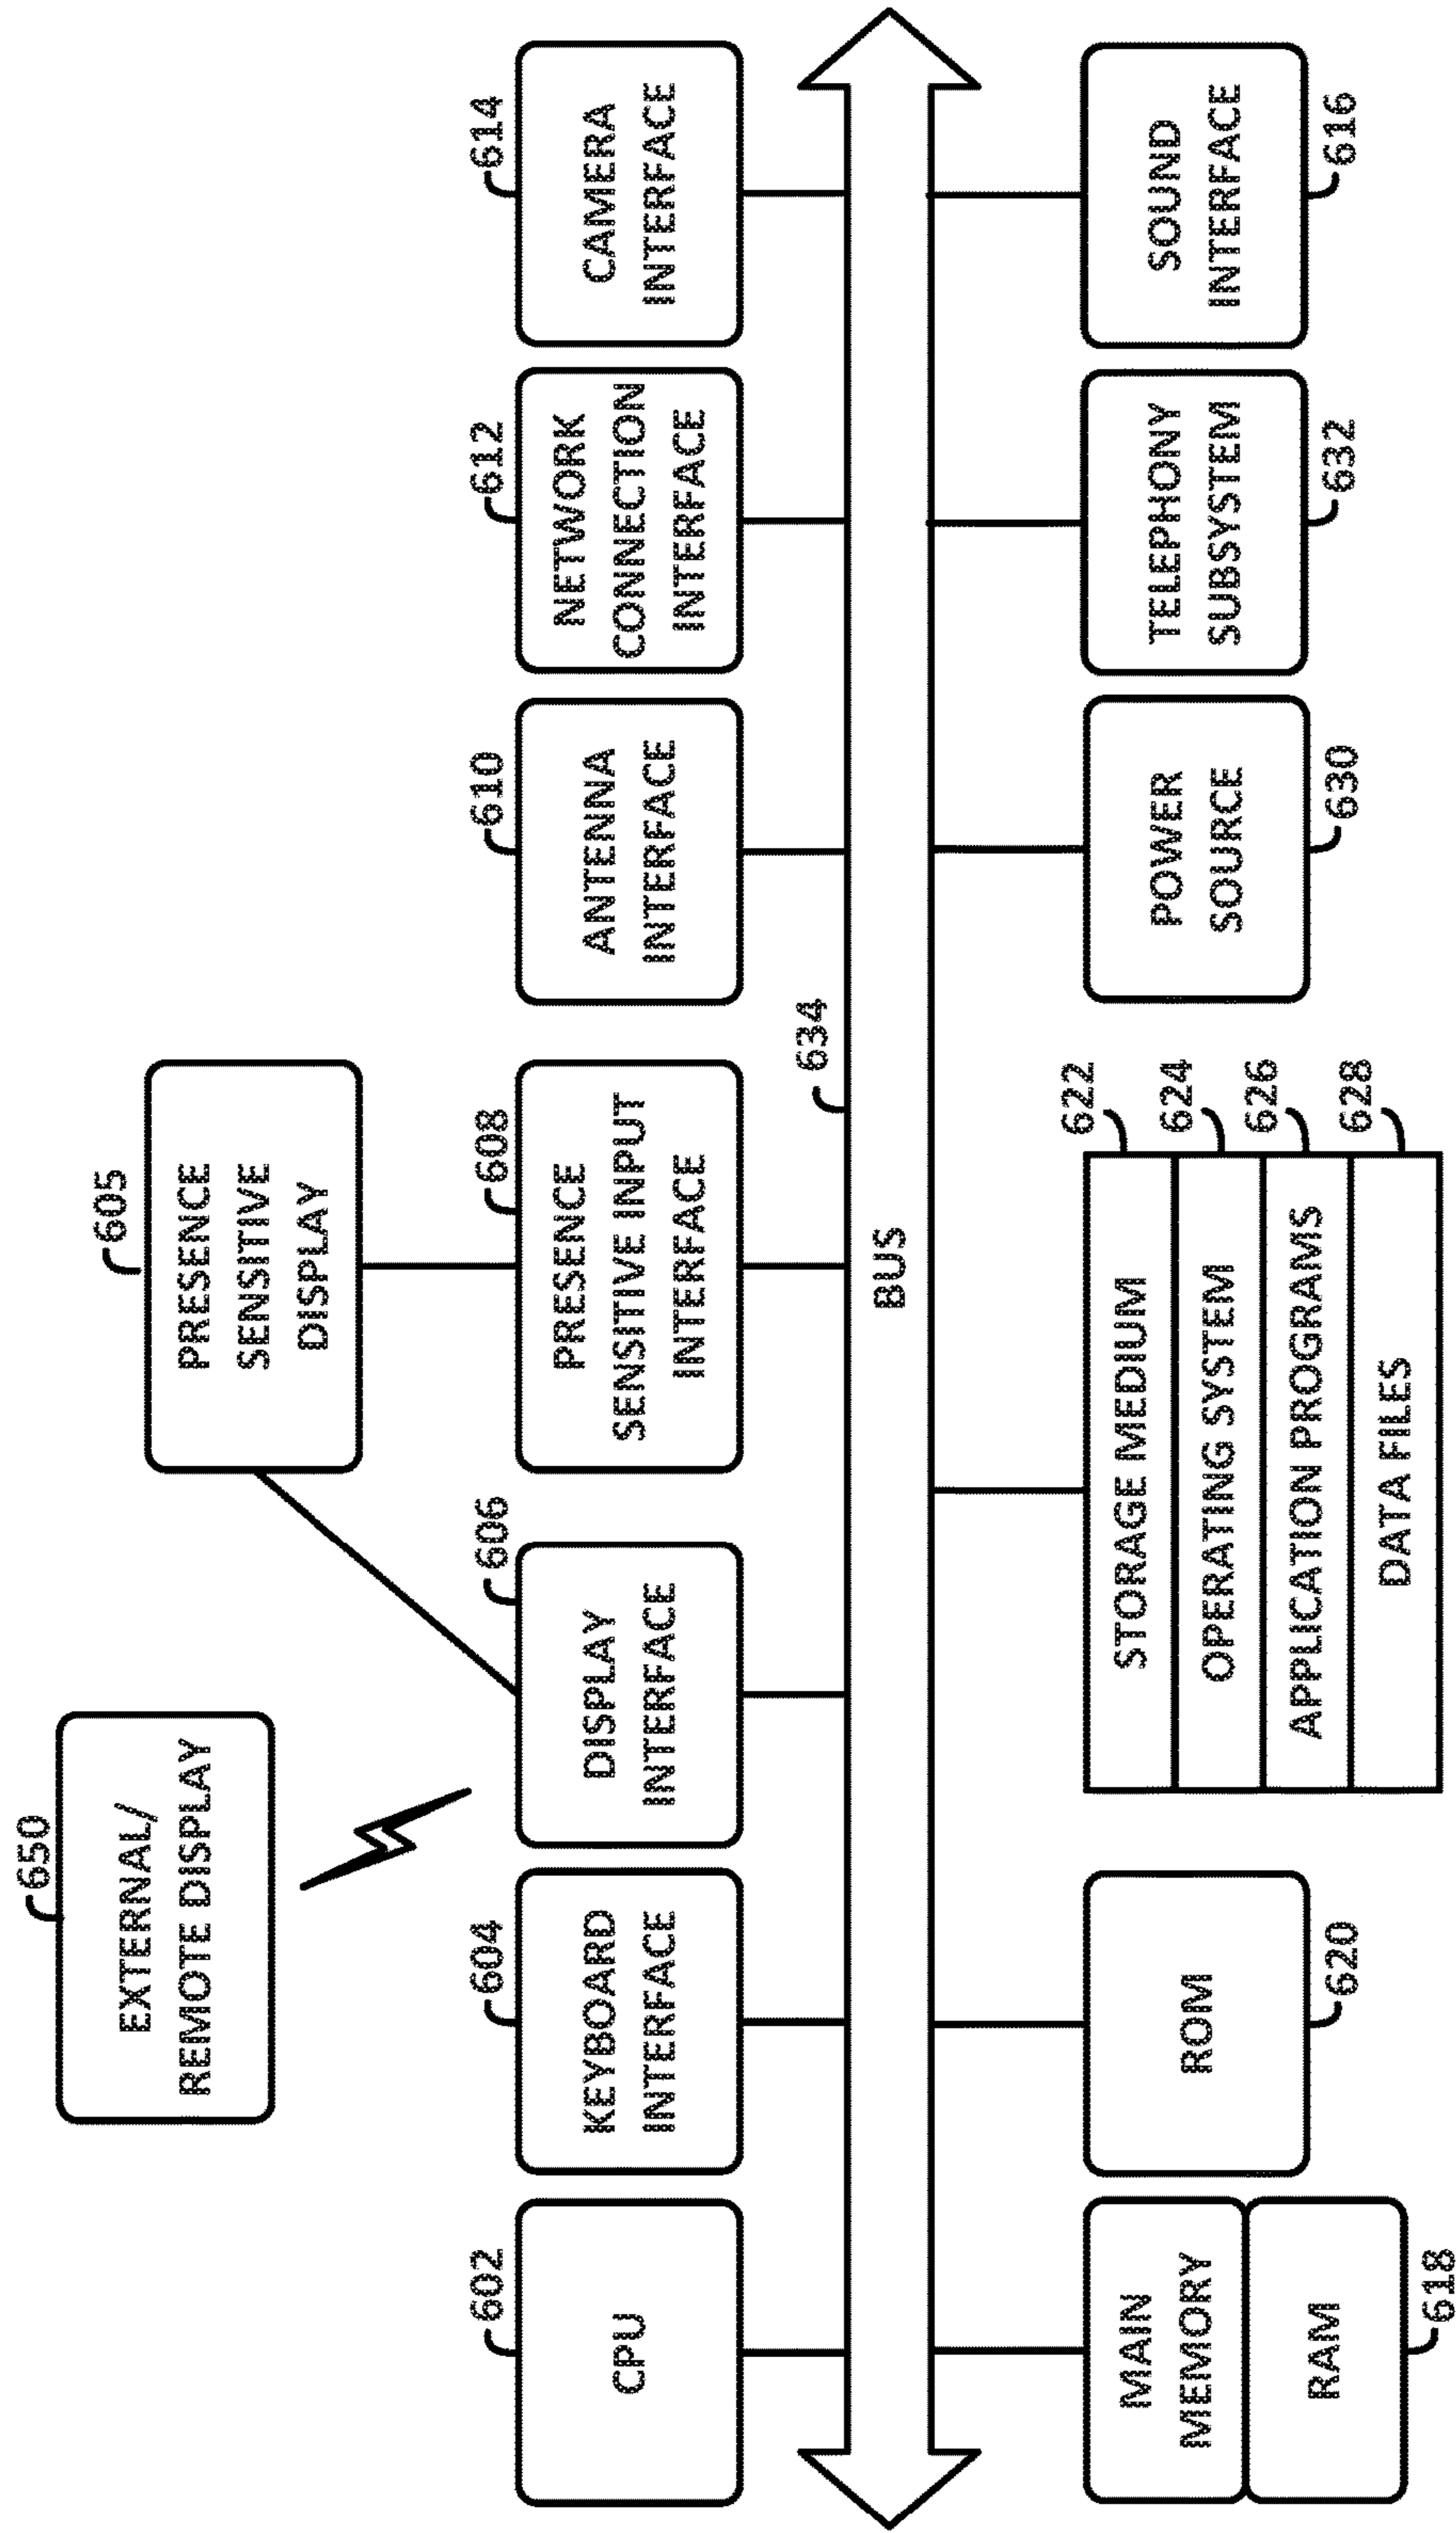 650
EXTERNAL/
REMOTE DISPLAY
605
PRESENCE
SENSITIVE
DISPLAY
602
CPU
604
KEYBOARD
INTERFACE
606
DISPLAY
INTERFACE
608
PRESENCE
SENSITIVE INPUT
INTERFACE
610
ANTENNA
INTERFACE
612
NETWORK
CONNECTION
INTERFACE
614
CAMERA
INTERFACE
634
BUS
MAIN
MEMORY
RAM
618
ROM
620
STORAGE MEDIUM
622
OPERATING SYSTEM
624
APPLICATION PROGRAMS
626
DATA FILES
628
POWER
SOURCE
630
TELEPHONY
SUBSYSTEM
632
SOUND
INTERFACE
616